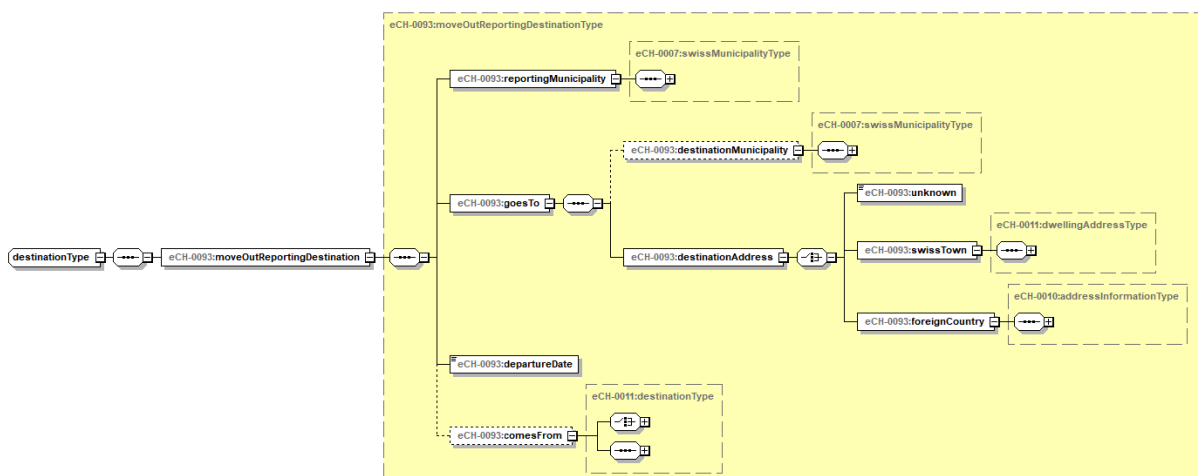 eCH-0093:moveOutReportingDestinationType
eCH-0007:swissMunicipalityType
eCH-0093:reportingMunicipality
eCH-0007:swissMunicipalityType
eCH-0093:destinationMunicipality
eCH-0093:unknown
eCH-0093:goesTo
eCH-0011:dwellingAddressType
destinationType
eCH-0093:moveOutReportingDestination
eCH-0093:destinationAddress
eCH-0093:swissTown
eCH-0010:addressInformationType
eCH-0093:foreignCountry
eCH-0093:departureDate
eCH-0011:destinationType
eCH-0093:comesFrom